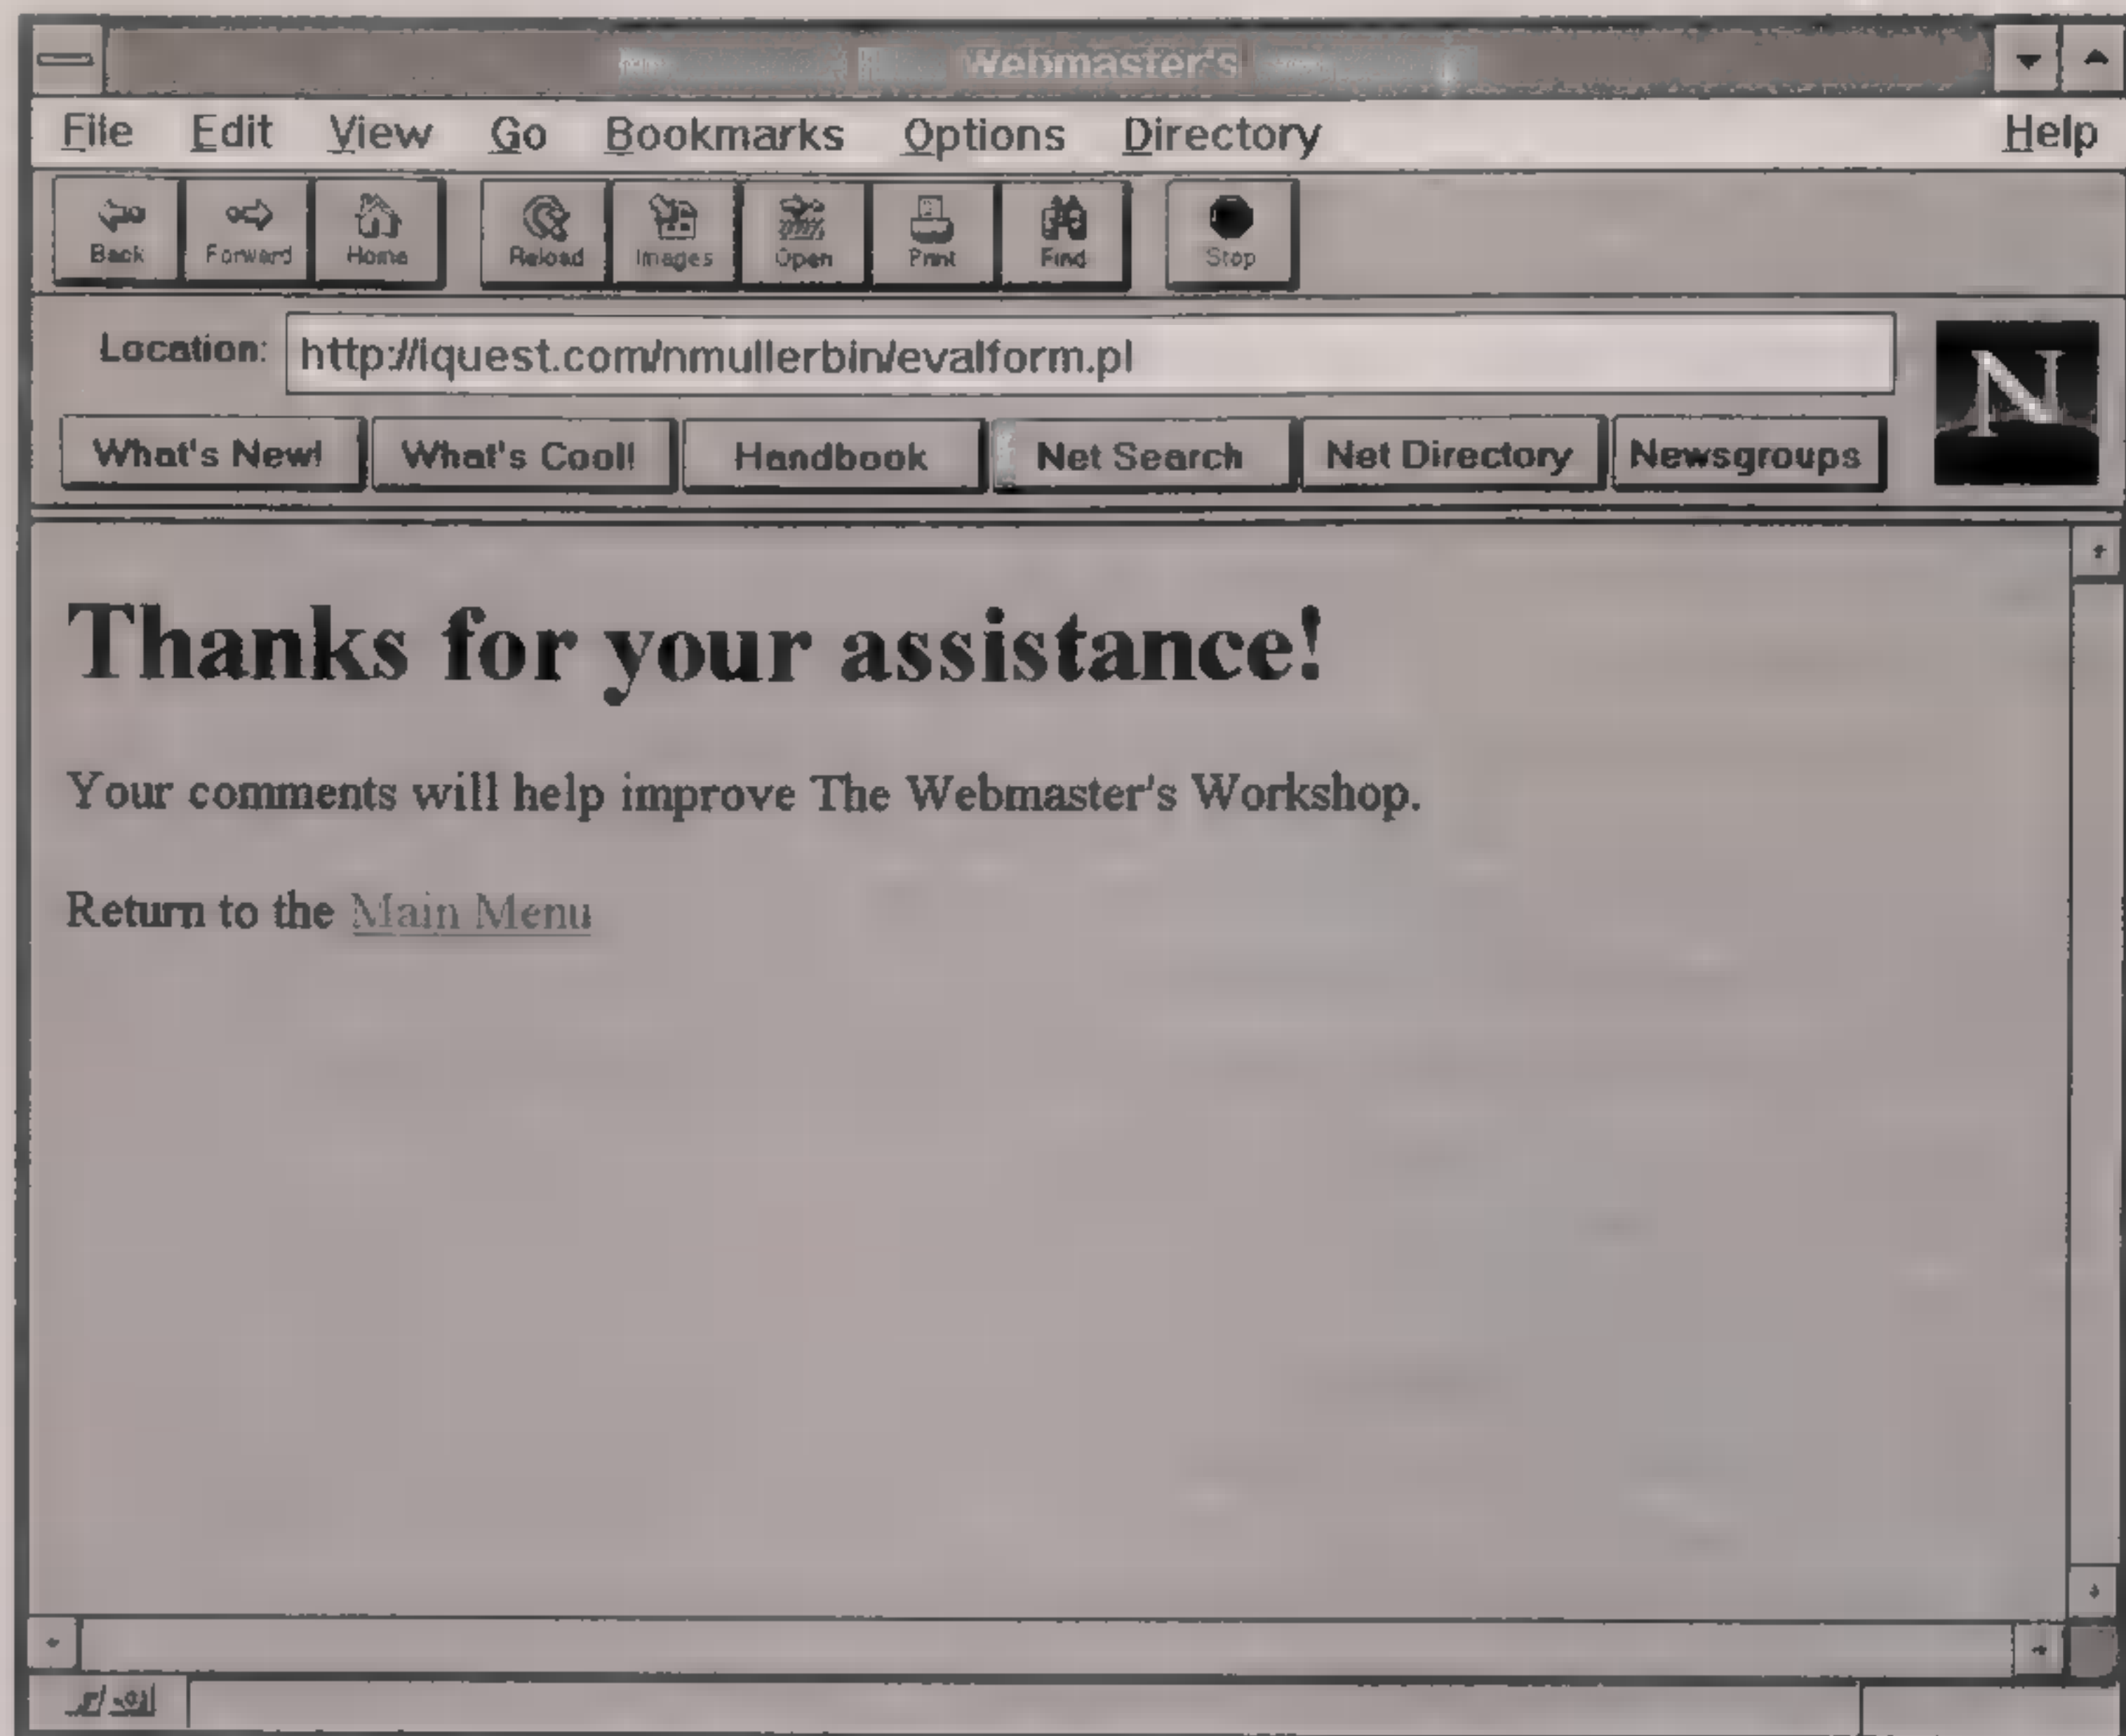 Webmaster's
File Edit View Go Bookmarks Options Directory Help
Back Forward Home Reload Images Open Print Find Stop
Location: http://iquest.com/nmullerbin/evalform.pl
N
What's New! What's Cool! Handbook Net Search Net Directory Newsgroups
Thanks for your assistance!
Your comments will help improve The Webmaster's Workshop.
Return to the Main Menu